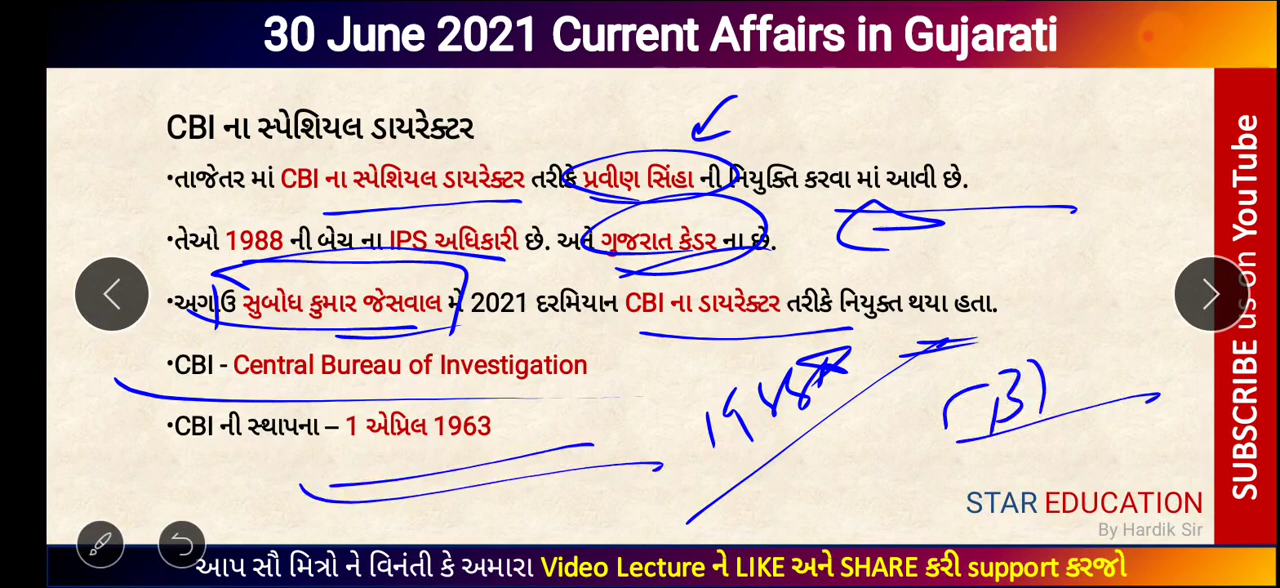 30 June 2021 Current Affairs in Gujarati
CBI ના સ્પેશિયલ ડાયરેક્ટર
•તાજેતર માં CBI ના સ્પેશિયલ ડાયરેક્ટર તરીકે પ્રવીણ સિંહા ની નિયુક્તિ કરવા માં આવી છે.
•તેઓ 1988 ની બેચ ના IPS અધિકારી છે. અને ગુજરાત કેડર ના છે.
•અગાઉ સુબોધ કુમાર જેસવાલ મે 2021 દરમિયાન CBI ના ડાયરેક્ટર તરીકે નિયુક્ત થયા હતા.
•CBI - Central Bureau of Investigation
•CBI ની સ્થાપના – 1 એપ્રિલ 1963
CBI
STAR EDUCATION
By Hardik Sir
SUBSCRIBE us on YouTube
આપ સૌ મિત્રો ને વિનંતી કે અમારા Video Lecture ને LIKE અને SHARE કરી support કરજો